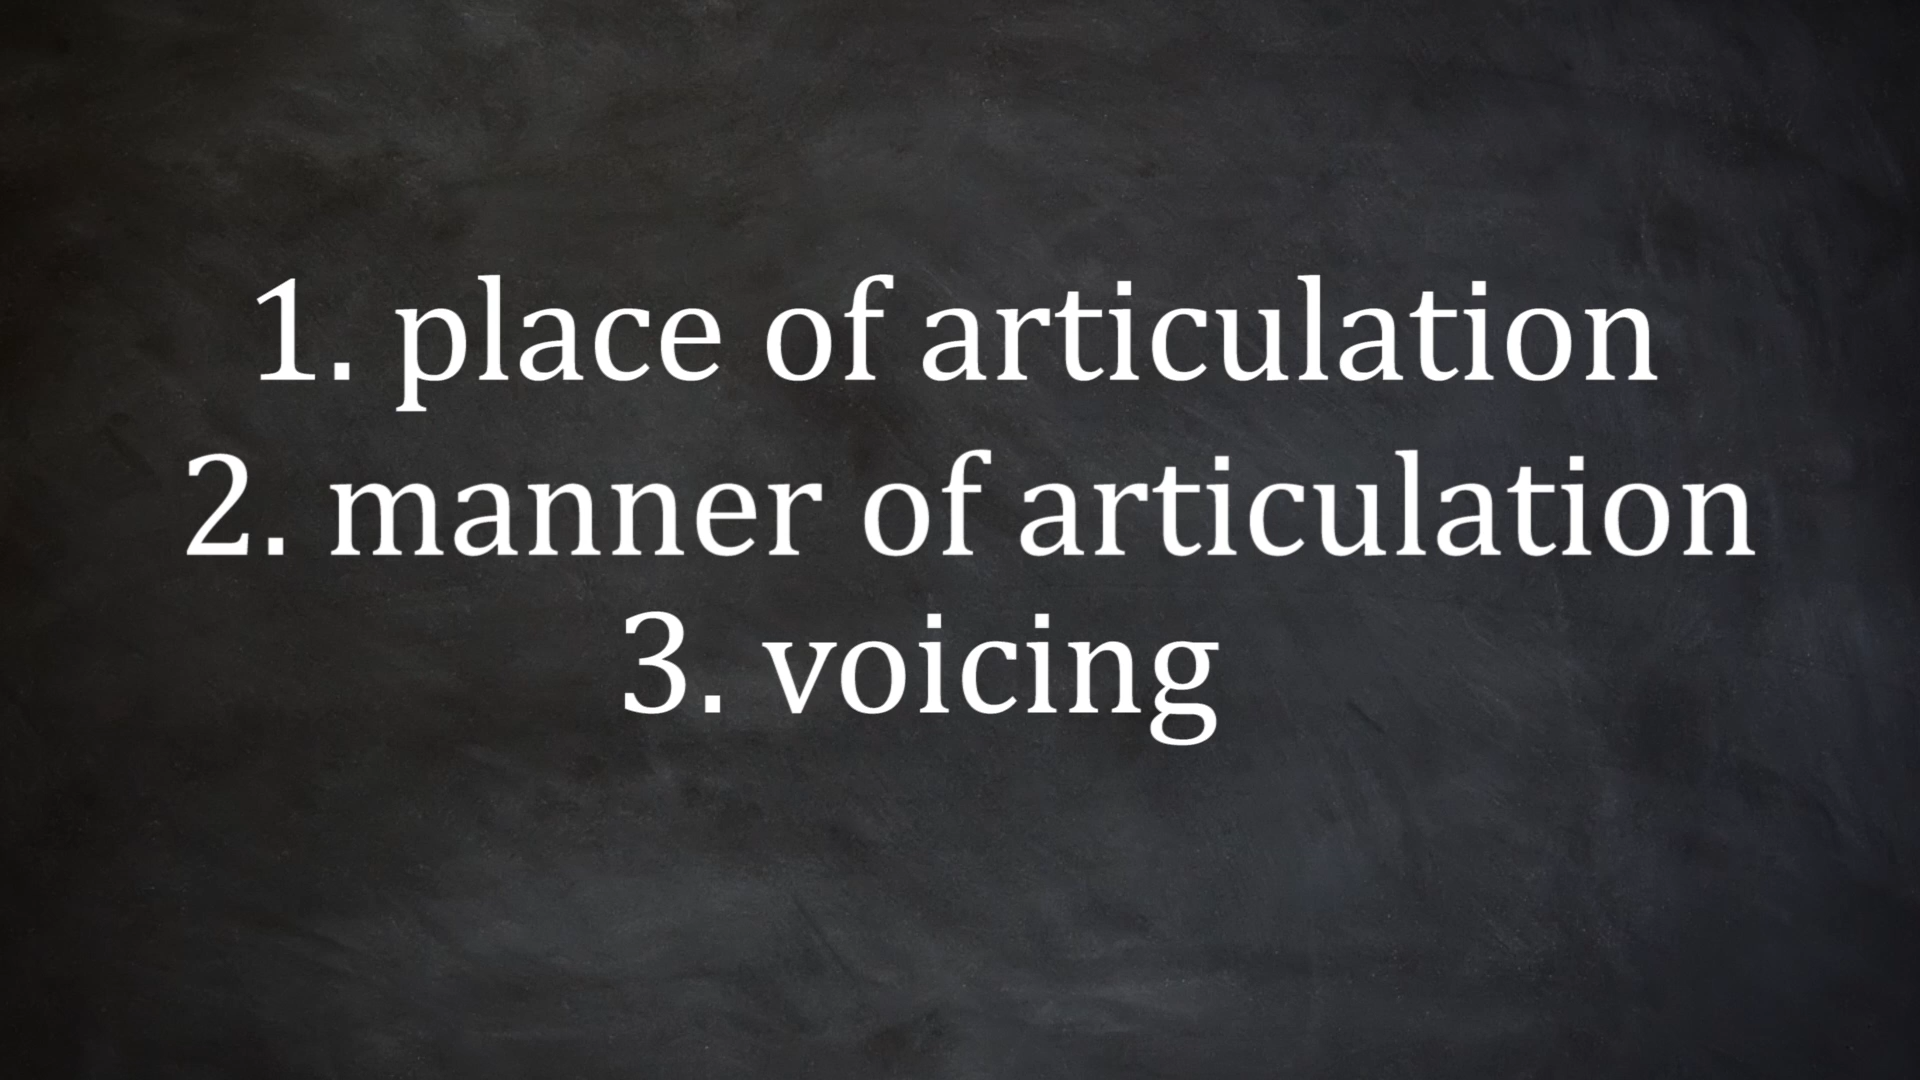 1. place of articulation
2. manner of articulation
3. voicing